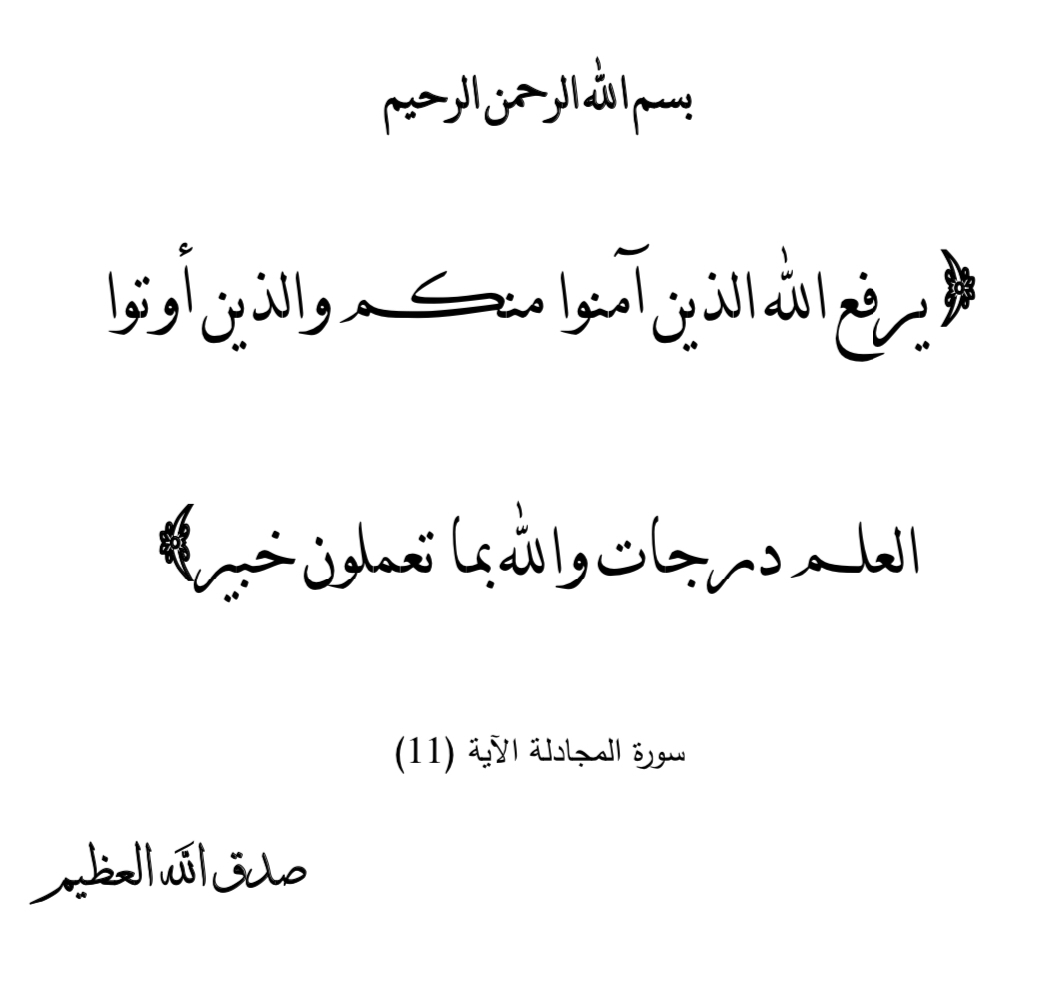 بسم الله الرحمن الرحيم
﴿يرفع الله الذين آمنوا منكم والذين أوتوا
العلم درجات والله بما تعملون خبير﴾
سورة المجادلة الآية (11)
صدق الله العظيم